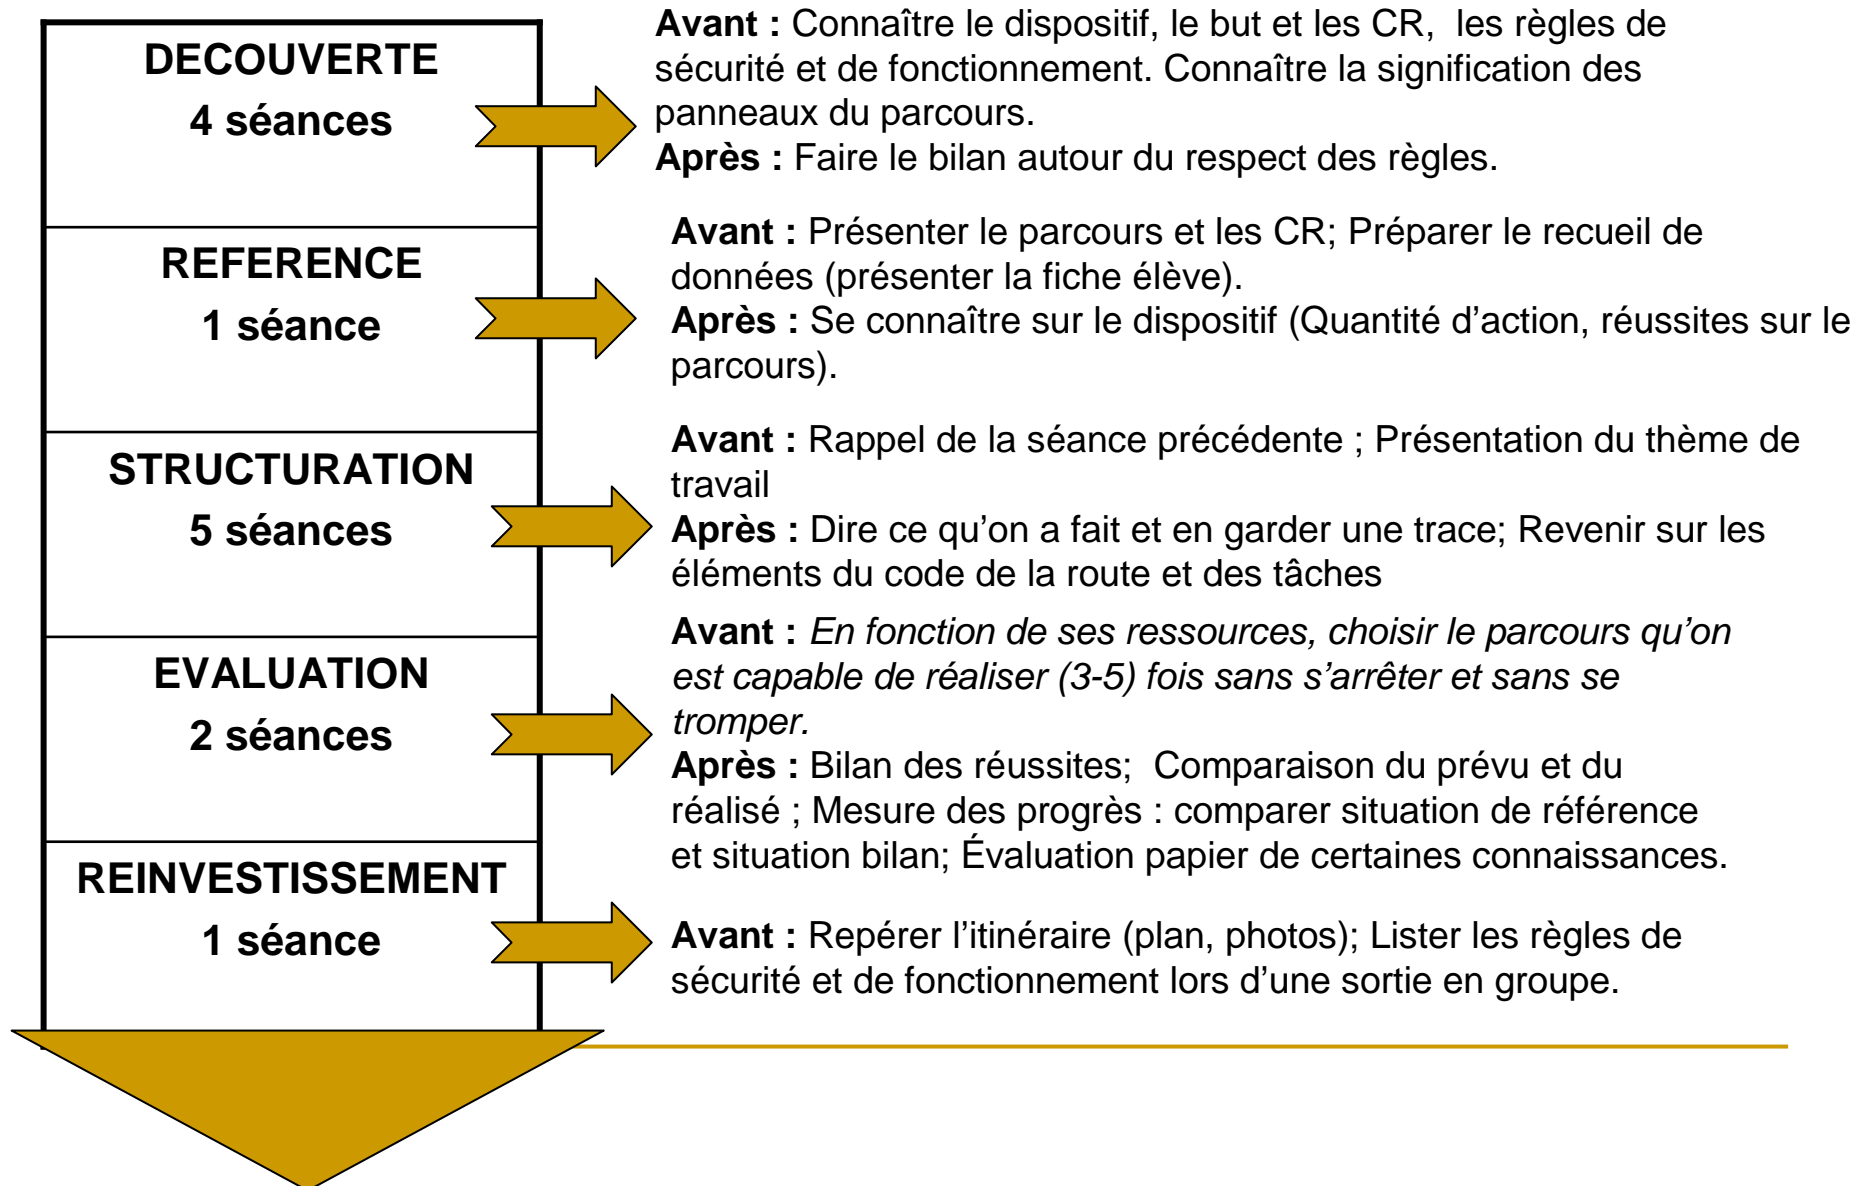 DECOUVERTE
4 séances
Avant : Connaître le dispositif, le but et les CR,  les règles de
sécurité et de fonctionnement. Connaître la signification des
panneaux du parcours.
Après : Faire le bilan autour du respect des règles.
REFERENCE
1 séance
Avant : Présenter le parcours et les CR; Préparer le recueil de
données (présenter la fiche élève).
Après : Se connaître sur le dispositif (Quantité d’action, réussites sur le
parcours).
STRUCTURATION
5 séances
Avant : Rappel de la séance précédente ; Présentation du thème de
travail
Après : Dire ce qu’on a fait et en garder une trace; Revenir sur les
éléments du code de la route et des tâches
EVALUATION
2 séances
Avant : En fonction de ses ressources, choisir le parcours qu’on
est capable de réaliser (3-5) fois sans s’arrêter et sans se
tromper.
Après : Bilan des réussites;  Comparaison du prévu et du
réalisé ; Mesure des progrès : comparer situation de référence
et situation bilan; Évaluation papier de certaines connaissances.
REINVESTISSEMENT
1 séance
Avant : Repérer l’itinéraire (plan, photos); Lister les règles de
sécurité et de fonctionnement lors d’une sortie en groupe.